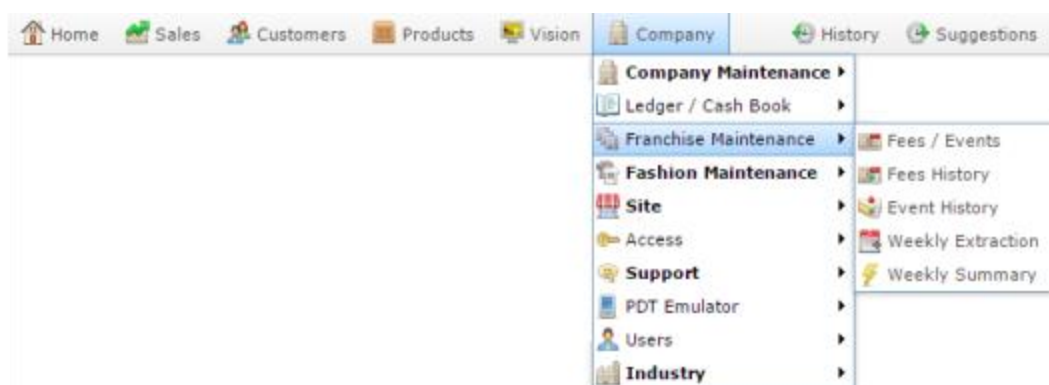 Home Sales Customers Products Vision Company History Suggestions
Company Maintenance
Ledger / Cash Book
Franchise Maintenance
Fees / Events
Fees History
Event History
Weekly Extraction
Weekly Summary
Fashion Maintenance
Site
Access
Support
PDT Emulator
Users
Industry